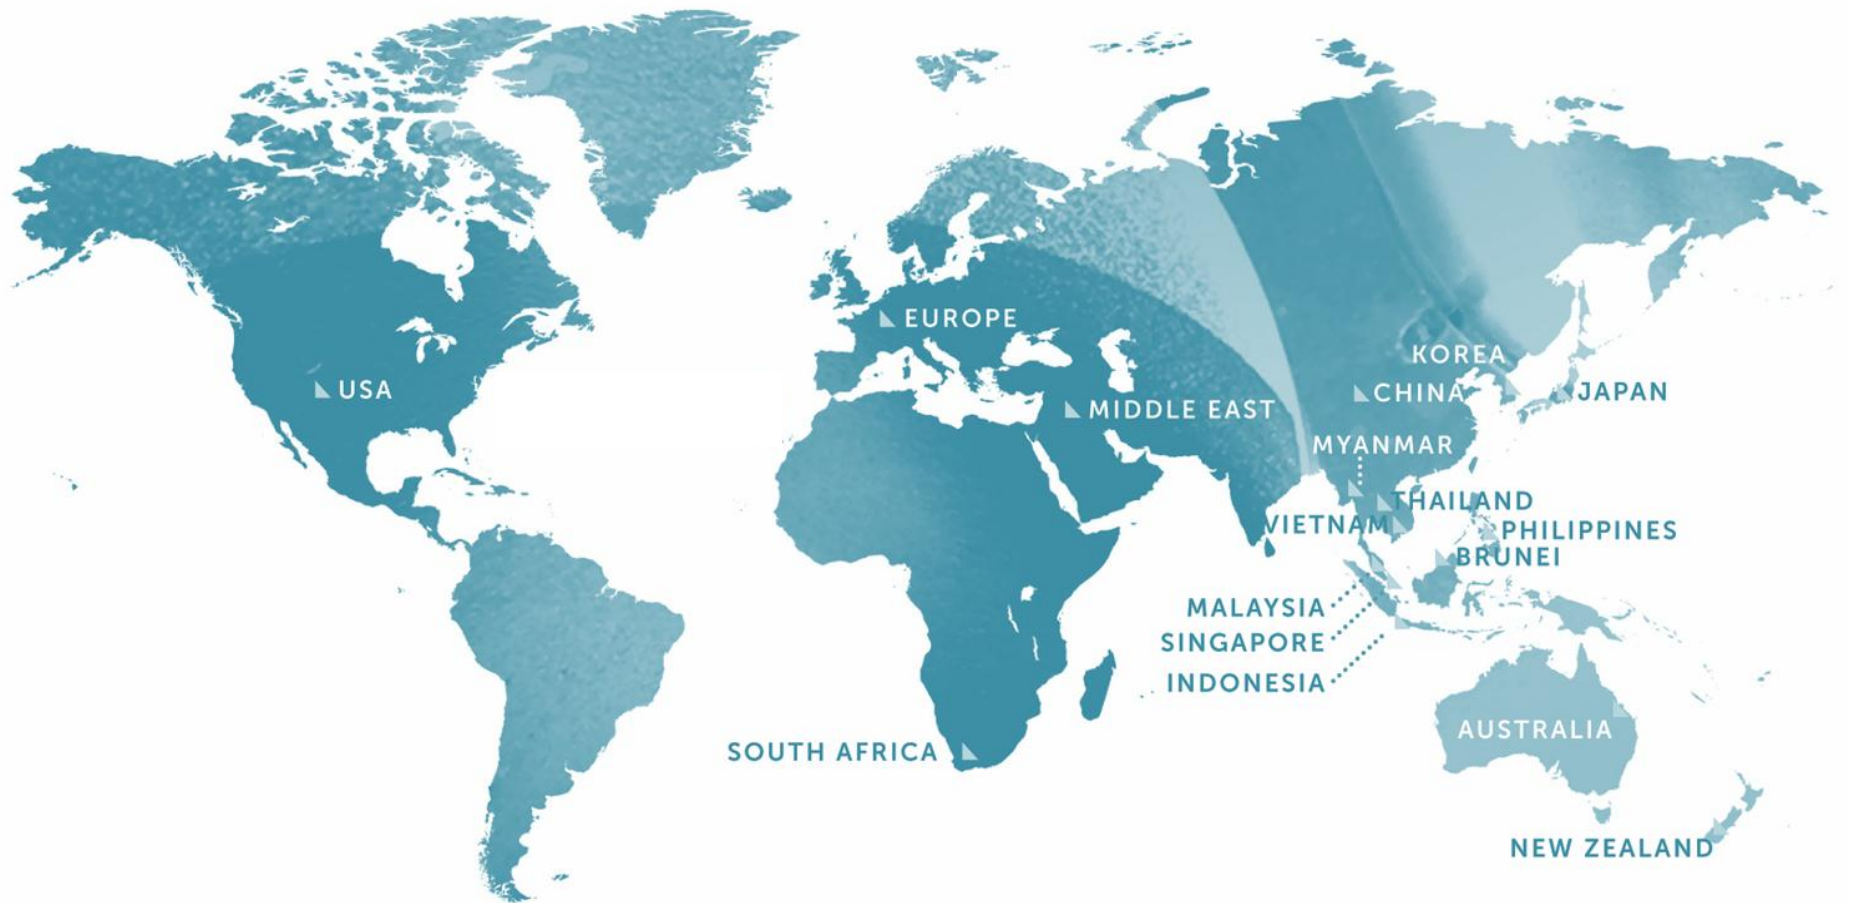 EUROPE
KOREA
USA
CHINA
JAPAN
MIDDLE EAST
MYANMAR
THAILAND
VIETNAM
PHILIPPINES
BRUNEI
MALAYSIA
SINGAPORE
INDONESIA
AUSTRALIA
SOUTH AFRICA
NEW ZEALAND